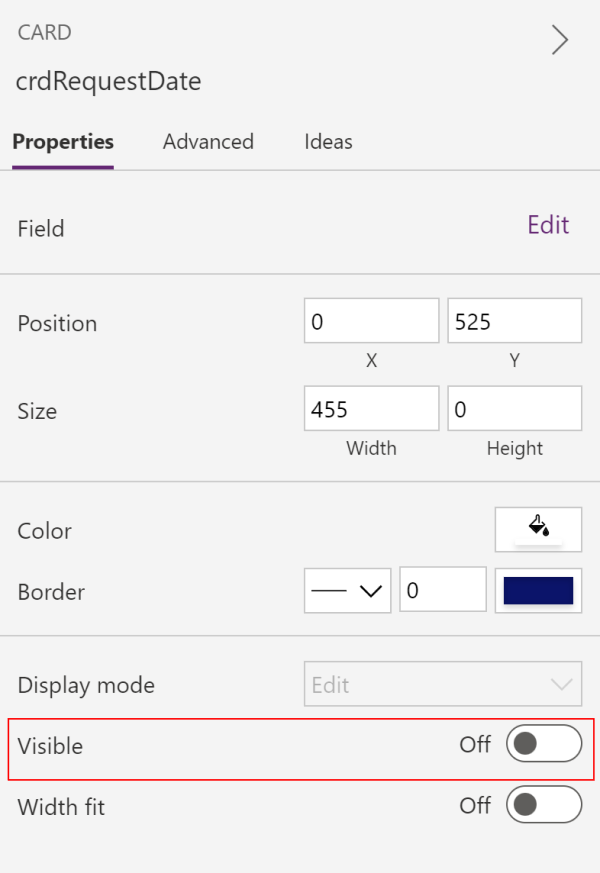 CARD
crdRequestDate
Properties Advanced Ideas
Field Edit
Position 0 525
X Y
Size 455 0
Width Height
Color
Border 0
Display mode Edit
Visible Off
Width fit Off